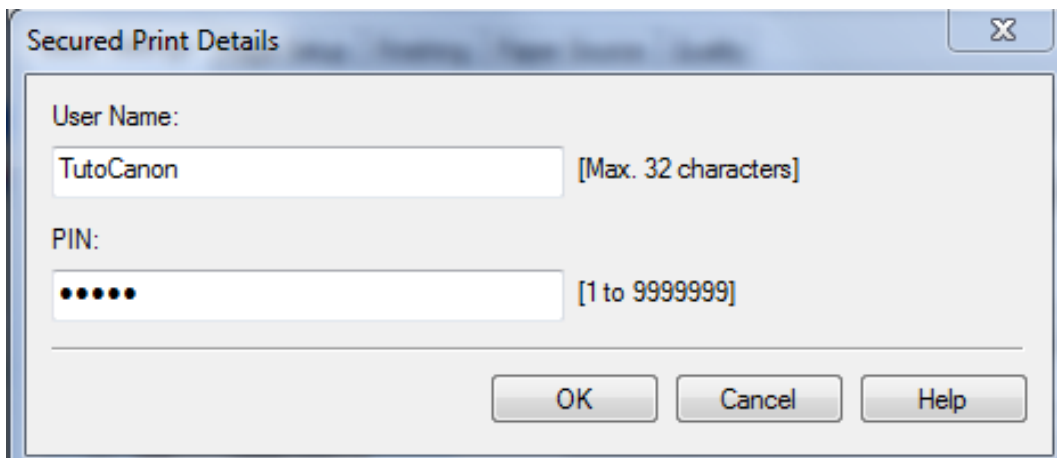 Secured Print Details
User Name:
TutoCanon [Max. 32 characters]
PIN:
••••• [1 to 9999999]
OK Cancel Help